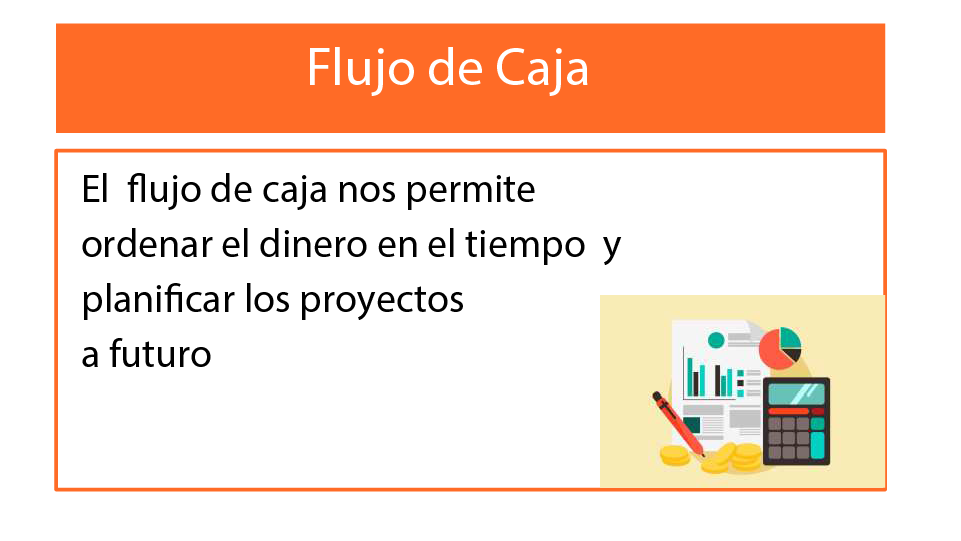 Flujo de Caja
El flujo de caja nos permite
ordenar el dinero en el tiempo y
planificar los proyectos
a futuro